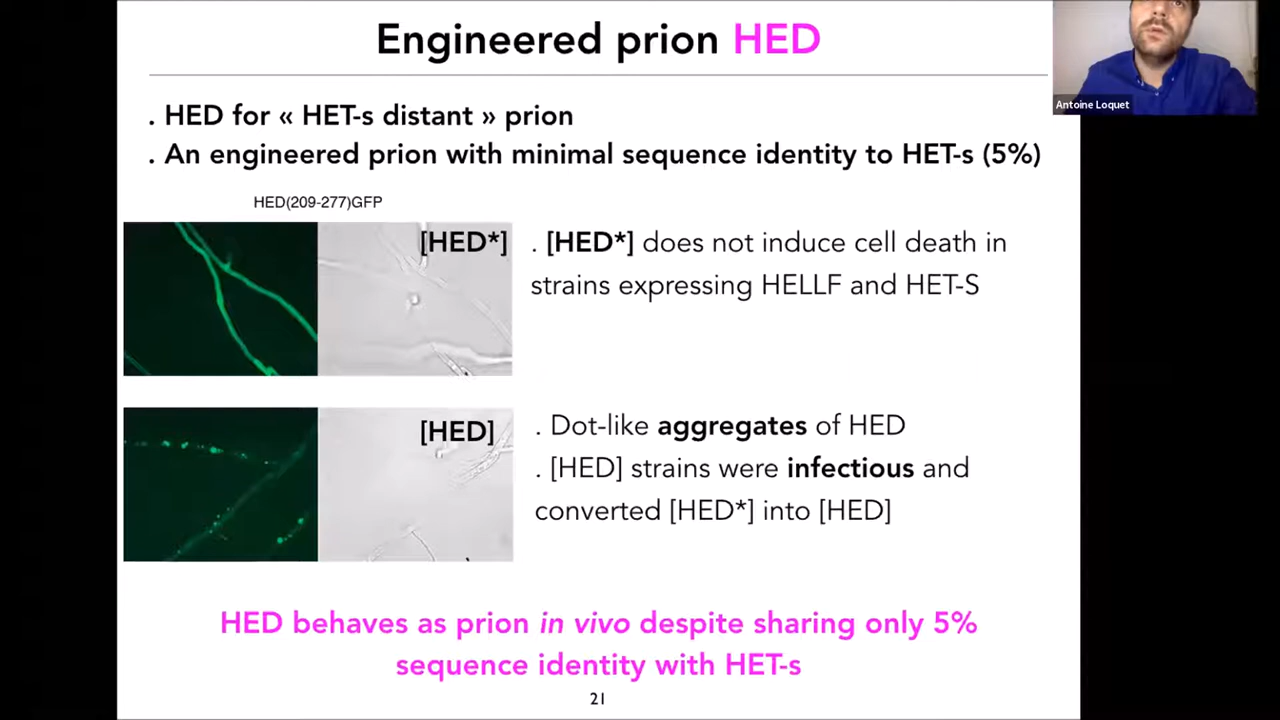 Engineered prion HED
Antoine Loquet
. HED for « HET-s distant » prion
. An engineered prion with minimal sequence identity to HET-s (5%)
HED(209-277)GFP
[HED*]
. [HED*] does not induce cell death in
strains expressing HELLF and HET-S
[HED]
. Dot-like aggregates of HED
. [HED] strains were infectious and
converted [HED*] into [HED]
HED behaves as prion in vivo despite sharing only 5%
sequence identity with HET-s
21